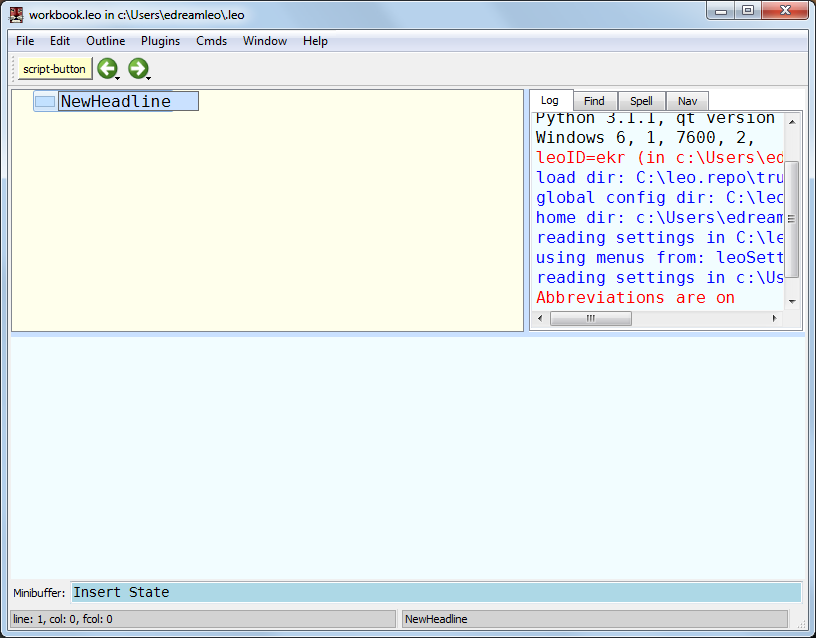 workbook.leo in c:\Users\edreamleo\.leo
File Edit Outline Plugins Cmds Window Help
script-button
NewHeadline
Log Find Spell Nav
Python 3.1.1, qt version
Windows 6, 1, 7600, 2,
leoID=ekr (in c:\Users\ed
load dir: C:\leo.repo\tru
global config dir: C:\leo
home dir: c:\Users\edream
reading settings in C:\le
using menus from: leoSett
reading settings in c:\Us
Abbreviations are on
Minibuffer: Insert State
line: 1, col: 0, fcol: 0
NewHeadline